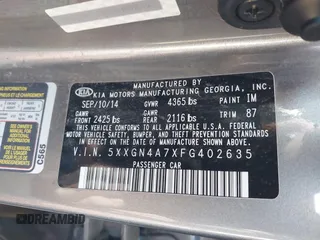 MANUFACTURED BY
KIA KIA MOTORS MANUFACTURING GEORGIA, INC.
SEP/10/14 GVWR 4365 lbs PAINT IM
GAWR GAWR TRIM 87
FRONT 2425 lbs REAR 2116 lbs
THIS VEHICLE CONFORMS TO ALL APPLICABLE
FEDERAL MOTOR VEHICLE SAFETY, BUMPER, AND
THEFT PREVENTION STANDARDS IN EFFECT ON
THE DATE OF MANUFACTURE SHOWN ABOVE.
V.I.N. 5XXGN4A7XFG402635
PASSENGER CAR
C5585
DREAMBID